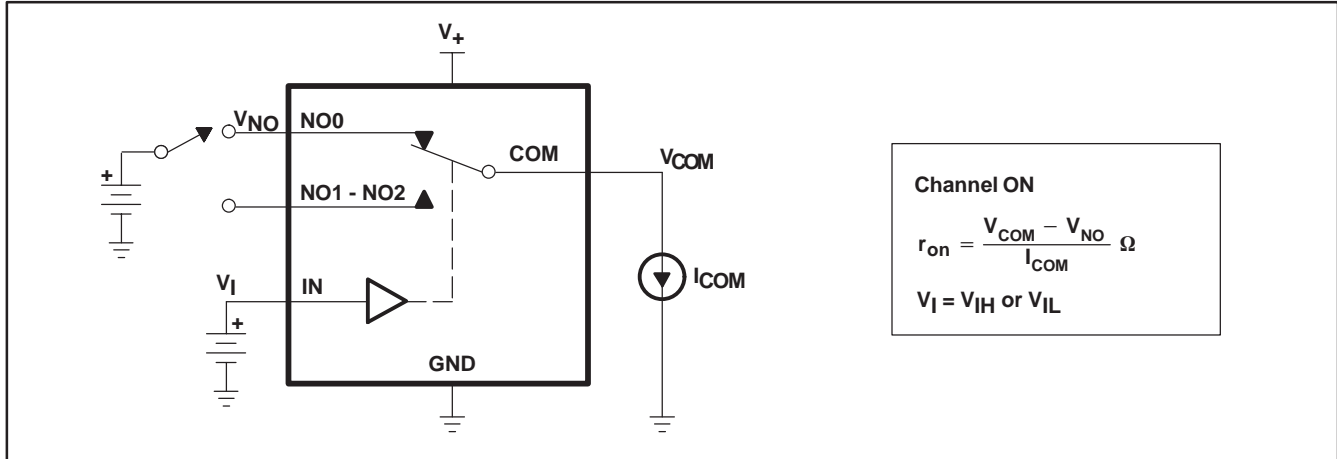 V+
VNO NO0
COM
VCOM
+
NO1 - NO2
VI IN
+
ICOM
GND
Channel ON
ron = VCOM − VNO / ICOM Ω
VI = VIH or VIL